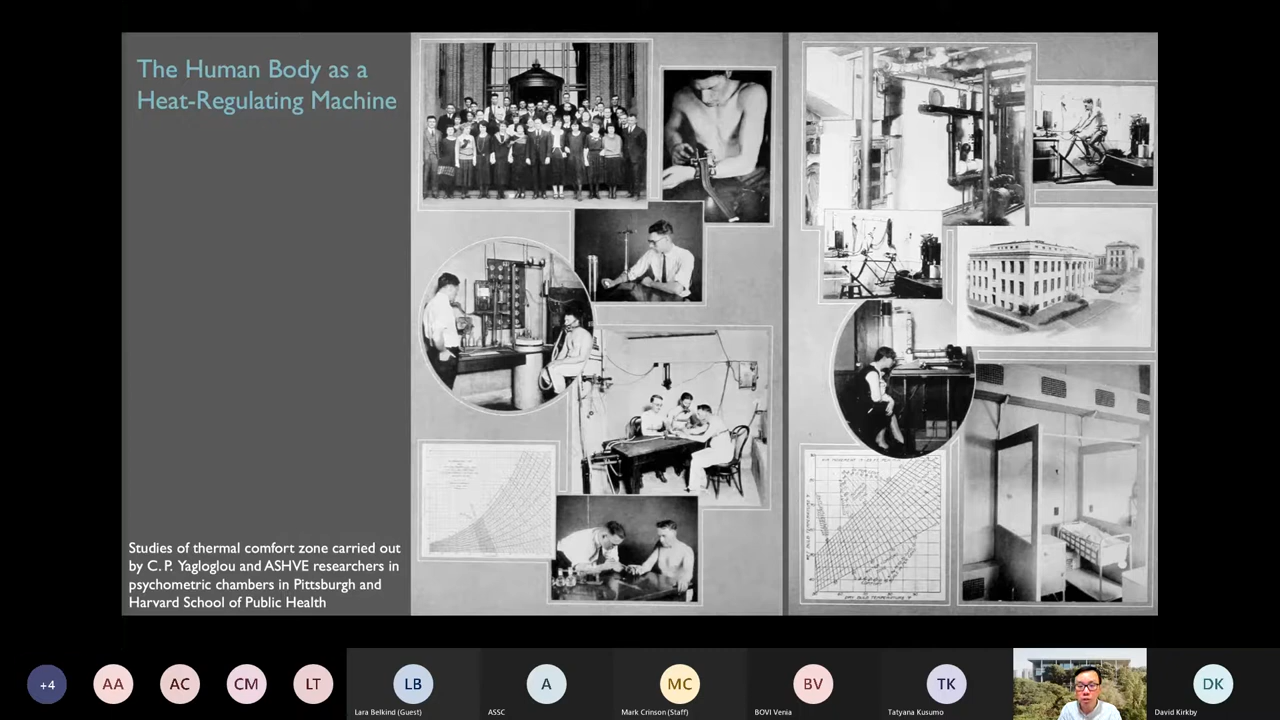 The Human Body as a
Heat-Regulating Machine
Studies of thermal comfort zone carried out
by C. P. Yagloglou and ASHVE researchers in
psychometric chambers in Pittsburgh and
Harvard School of Public Health
+4
AA
AC
CM
LT
LB
A
MC
BV
TK
DK
Lara Belkind (Guest)
ASSC
Mark Crinson (Staff)
BOVI Venia
Tatyana Kusumo
David Kirkby